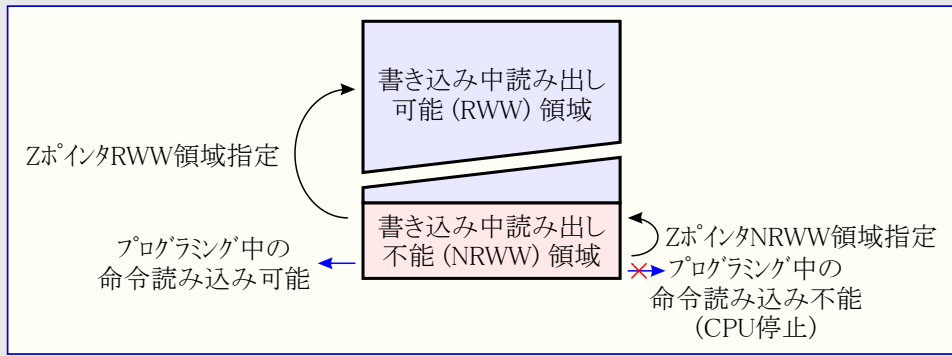 書き込み中読み出し
可能 (RWW) 領域
ZﾎﾟｲﾝﾀRWW領域指定
書き込み中読み出し
不能 (NRWW) 領域
ﾌﾟﾛｸﾞﾗﾐﾝｸﾞ中の
命令読み込み可能
Zﾎﾟｲﾝﾀ NRWW領域指定
ﾌﾟﾛｸﾞﾗﾐﾝｸﾞ中の
命令読み込み不能
(CPU停止)